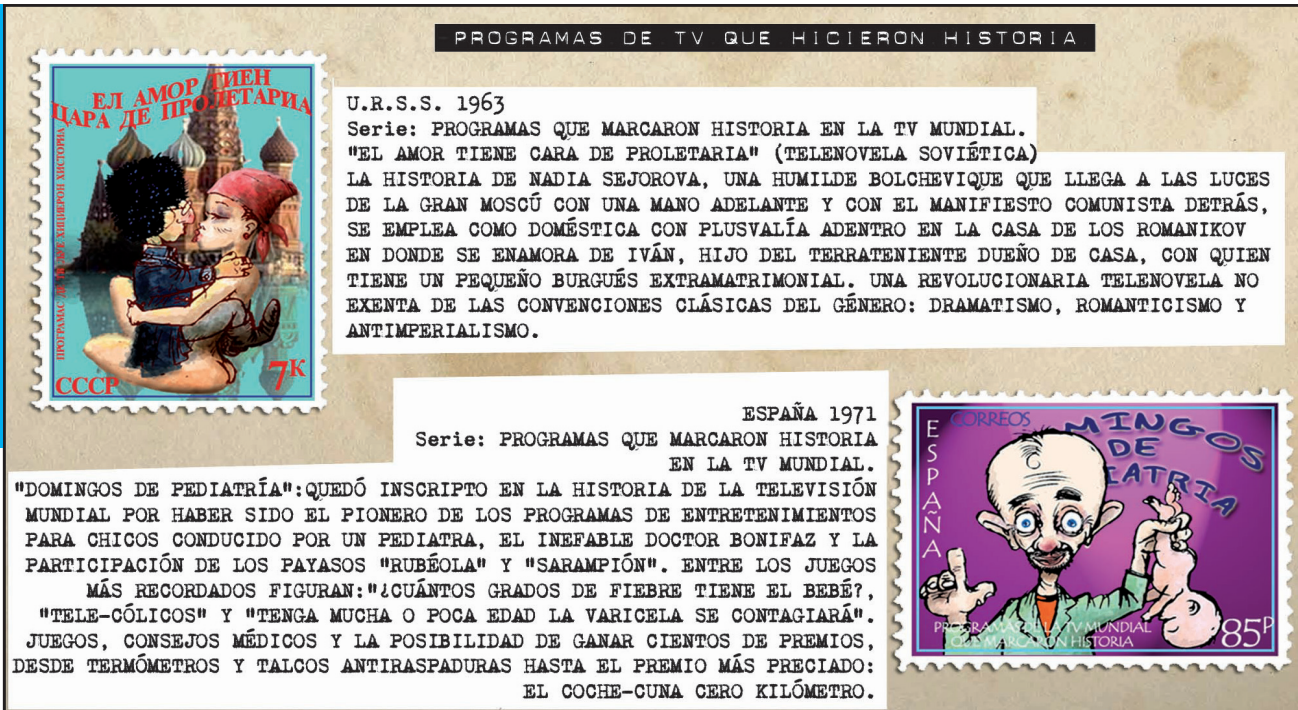 PROGRAMAS DE TV QUE HICIERON HISTORIA
ЕЛ АМОР ТИЕН
ЦАРА ДЕ ПРОЛЕТАРИА
СССР
7К
U.R.S.S. 1963
Serie: PROGRAMAS QUE MARCARON HISTORIA EN LA TV MUNDIAL.
"EL AMOR TIENE CARA DE PROLETARIA" (TELENOVELA SOVIÉTICA)
LA HISTORIA DE NADIA SEJOROVA, UNA HUMILDE BOLCHEVIQUE QUE LLEGA A LAS LUCES
DE LA GRAN MOSCÚ CON UNA MANO ADELANTE Y CON EL MANIFIESTO COMUNISTA DETRÁS,
SE EMPLEA COMO DOMÉSTICA CON PLUSVALÍA ADENTRO EN LA CASA DE LOS ROMANIKOV
EN DONDE SE ENAMORA DE IVÁN, HIJO DEL TERRATENIENTE DUEÑO DE CASA, CON QUIEN
TIENE UN PEQUEÑO BURGUÉS EXTRAMATRIMONIAL. UNA REVOLUCIONARIA TELENOVELA NO
EXENTA DE LAS CONVENCIONES CLÁSICAS DEL GÉNERO: DRAMATISMO, ROMANTICISMO Y
ANTIMPERIALISMO.
ESPAÑA 1971
Serie: PROGRAMAS QUE MARCARON HISTORIA
EN LA TV MUNDIAL.
"DOMINGOS DE PEDIATRÍA":QUEDÓ INSCRIPTO EN LA HISTORIA DE LA TELEVISIÓN
MUNDIAL POR HABER SIDO EL PIONERO DE LOS PROGRAMAS DE ENTRETENIMIENTOS
PARA CHICOS CONDUCIDO POR UN PEDIATRA, EL INEFABLE DOCTOR BONIFAZ Y LA
PARTICIPACIÓN DE LOS PAYASOS "RUBÉOLA" Y "SARAMPIÓN". ENTRE LOS JUEGOS
MÁS RECORDADOS FIGURAN:"¿CUÁNTOS GRADOS DE FIEBRE TIENE EL BEBÉ?,
"TELE-CÓLICOS" Y "TENGA MUCHA O POCA EDAD LA VARICELA SE CONTAGIARÁ".
JUEGOS, CONSEJOS MÉDICOS Y LA POSIBILIDAD DE GANAR CIENTOS DE PREMIOS,
DESDE TERMÓMETROS Y TALCOS ANTIRASPADURAS HASTA EL PREMIO MÁS PRECIADO:
EL COCHE-CUNA CERO KILÓMETRO.
ESPAÑA
CORREOS
MINGOS
DE
IATRIA
PROGRAMAS DE LA TV MUNDIAL
QUE MARCARON HISTORIA
85P